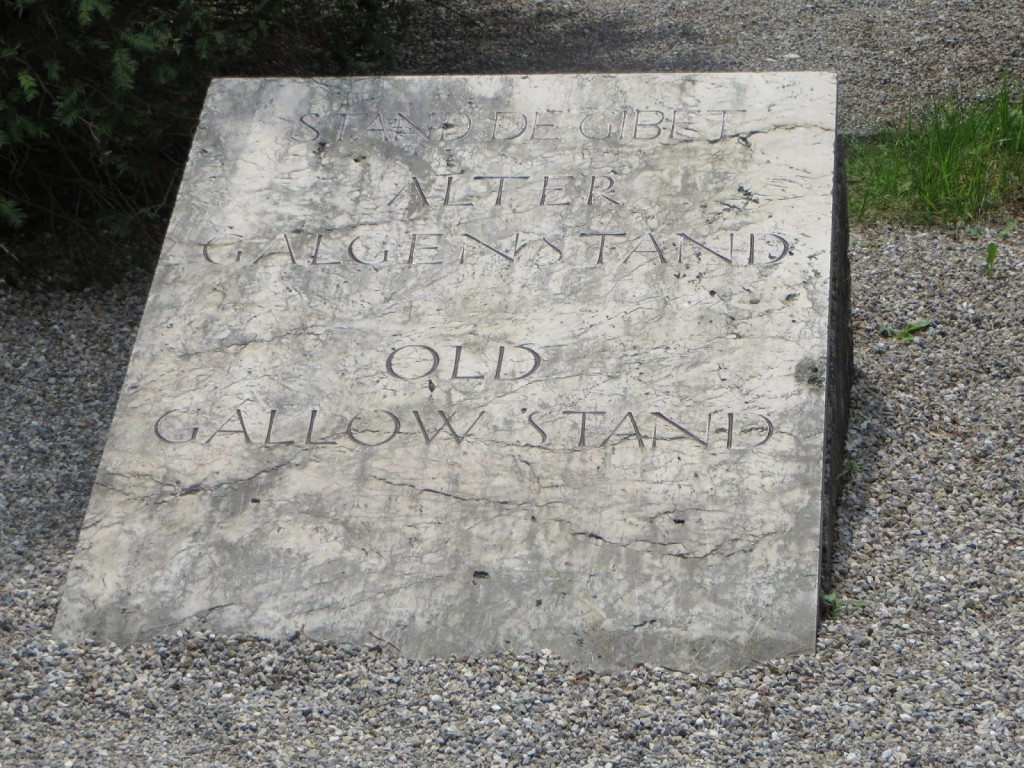 STAND DE GIBET
ALTER
GALGENSTAND
OLD
GALLOW STAND